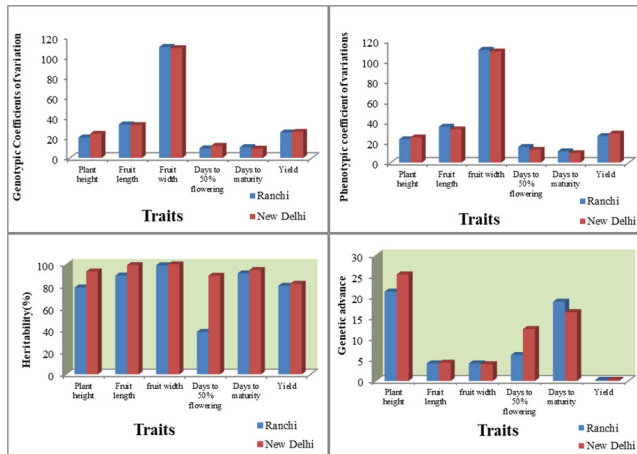 Genotypic Coefficients of variation
120
100
80
60
40
20
0
Plant height
Fruit length
Fruit width
Days to 50% flowering
Days to maturity
Yield
Traits
Ranchi
New Delhi
Phenotypic coefficient of variations
120
100
80
60
40
20
0
Plant height
Fruit length
fruit width
Days to 50% flowering
Days to maturity
Yield
Traits
Ranchi
New Delhi
Heritability(%)
100
80
60
40
20
0
Plant height
Fruit length
fruit width
Days to 50% flowering
Days to maturity
Yield
Traits
Ranchi
New Delhi
Genetic advance
30
25
20
15
10
5
0
Plant height
Fruit length
fruit width
Days to 50% flowering
Days to maturity
Yield
Traits
Ranchi
New Delhi